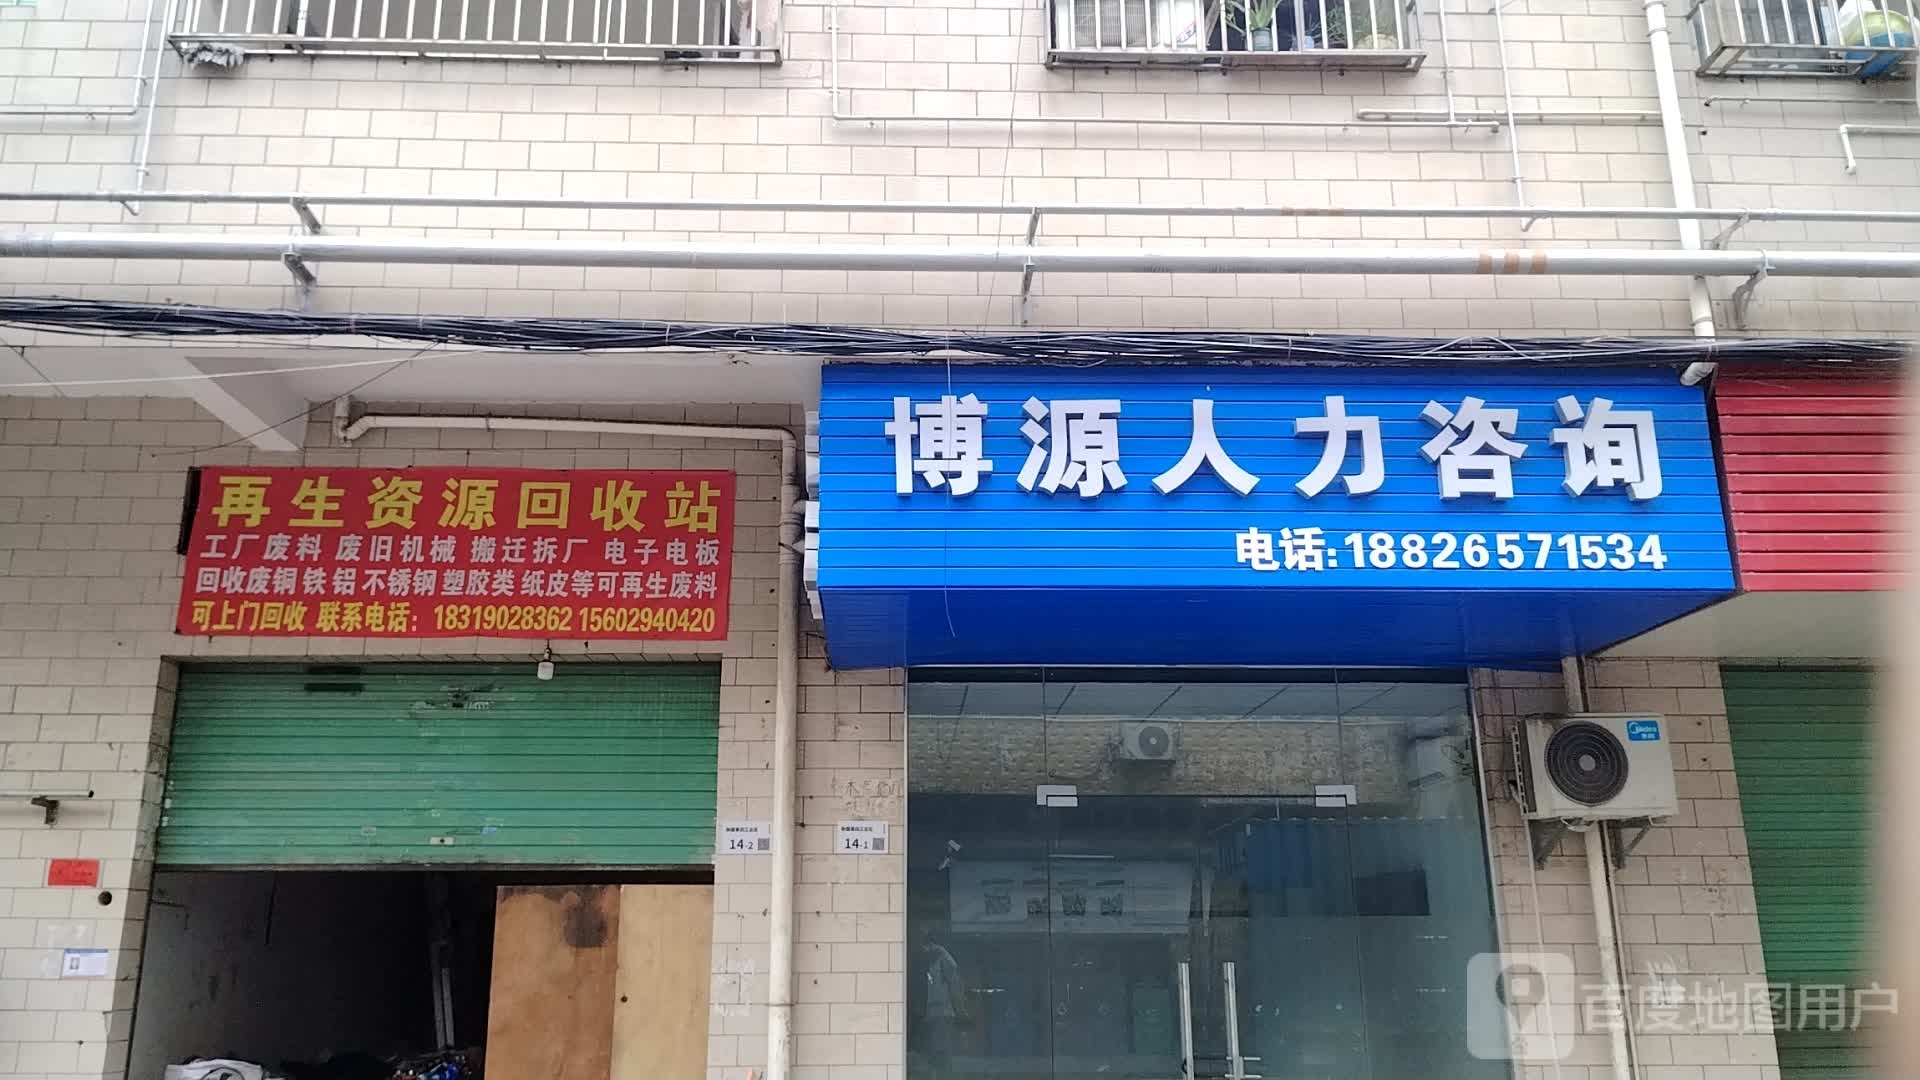 再生资源回收站
工厂废料 废旧机械 搬迁拆厂 电子电板
回收废铜 铁 铝 不锈钢 塑胶类 纸皮等可再生废料
可上门回收 联系电话：18319028362 15602940420
博源人力咨询
电话:18826571534
Midea
美的
14-2
14-1
百度地图用户